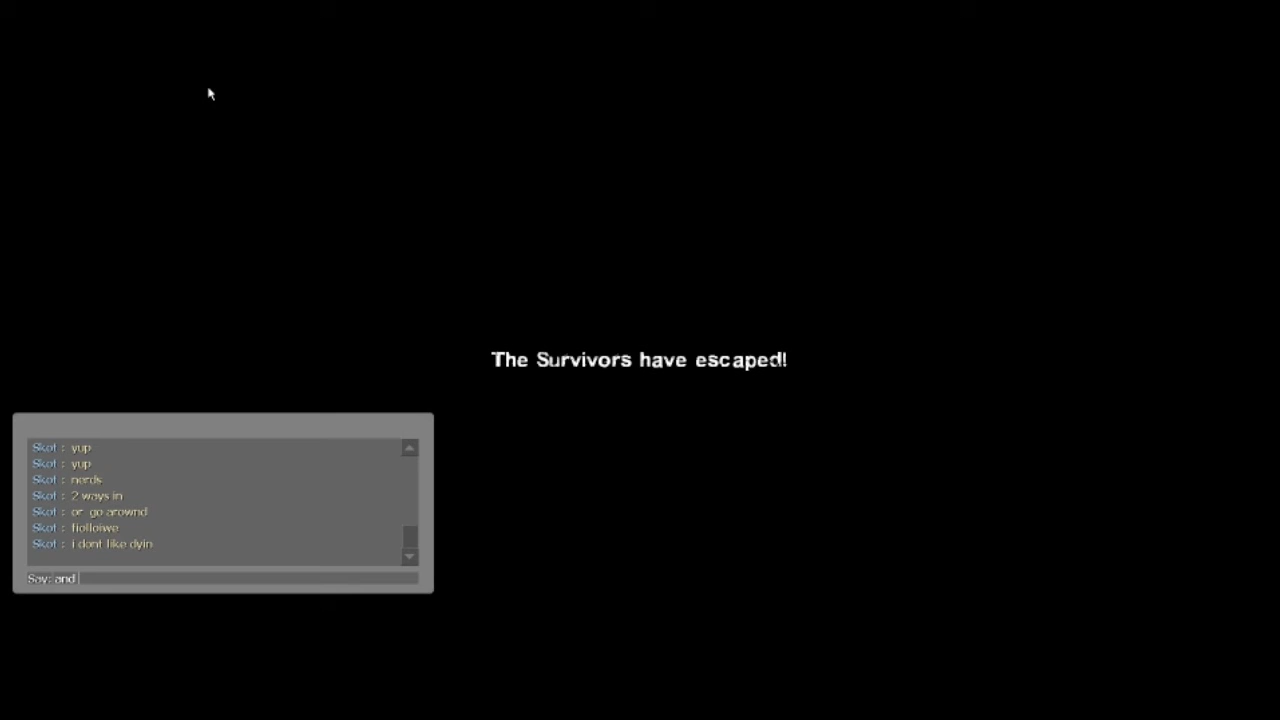 The Survivors have escaped!
Skot : yup
Skot : yup
Skot : nerds
Skot : 2 ways in
Skot : or go arownd
Skot : fiolloiwe
Skot : i dont like dyin
Say: and